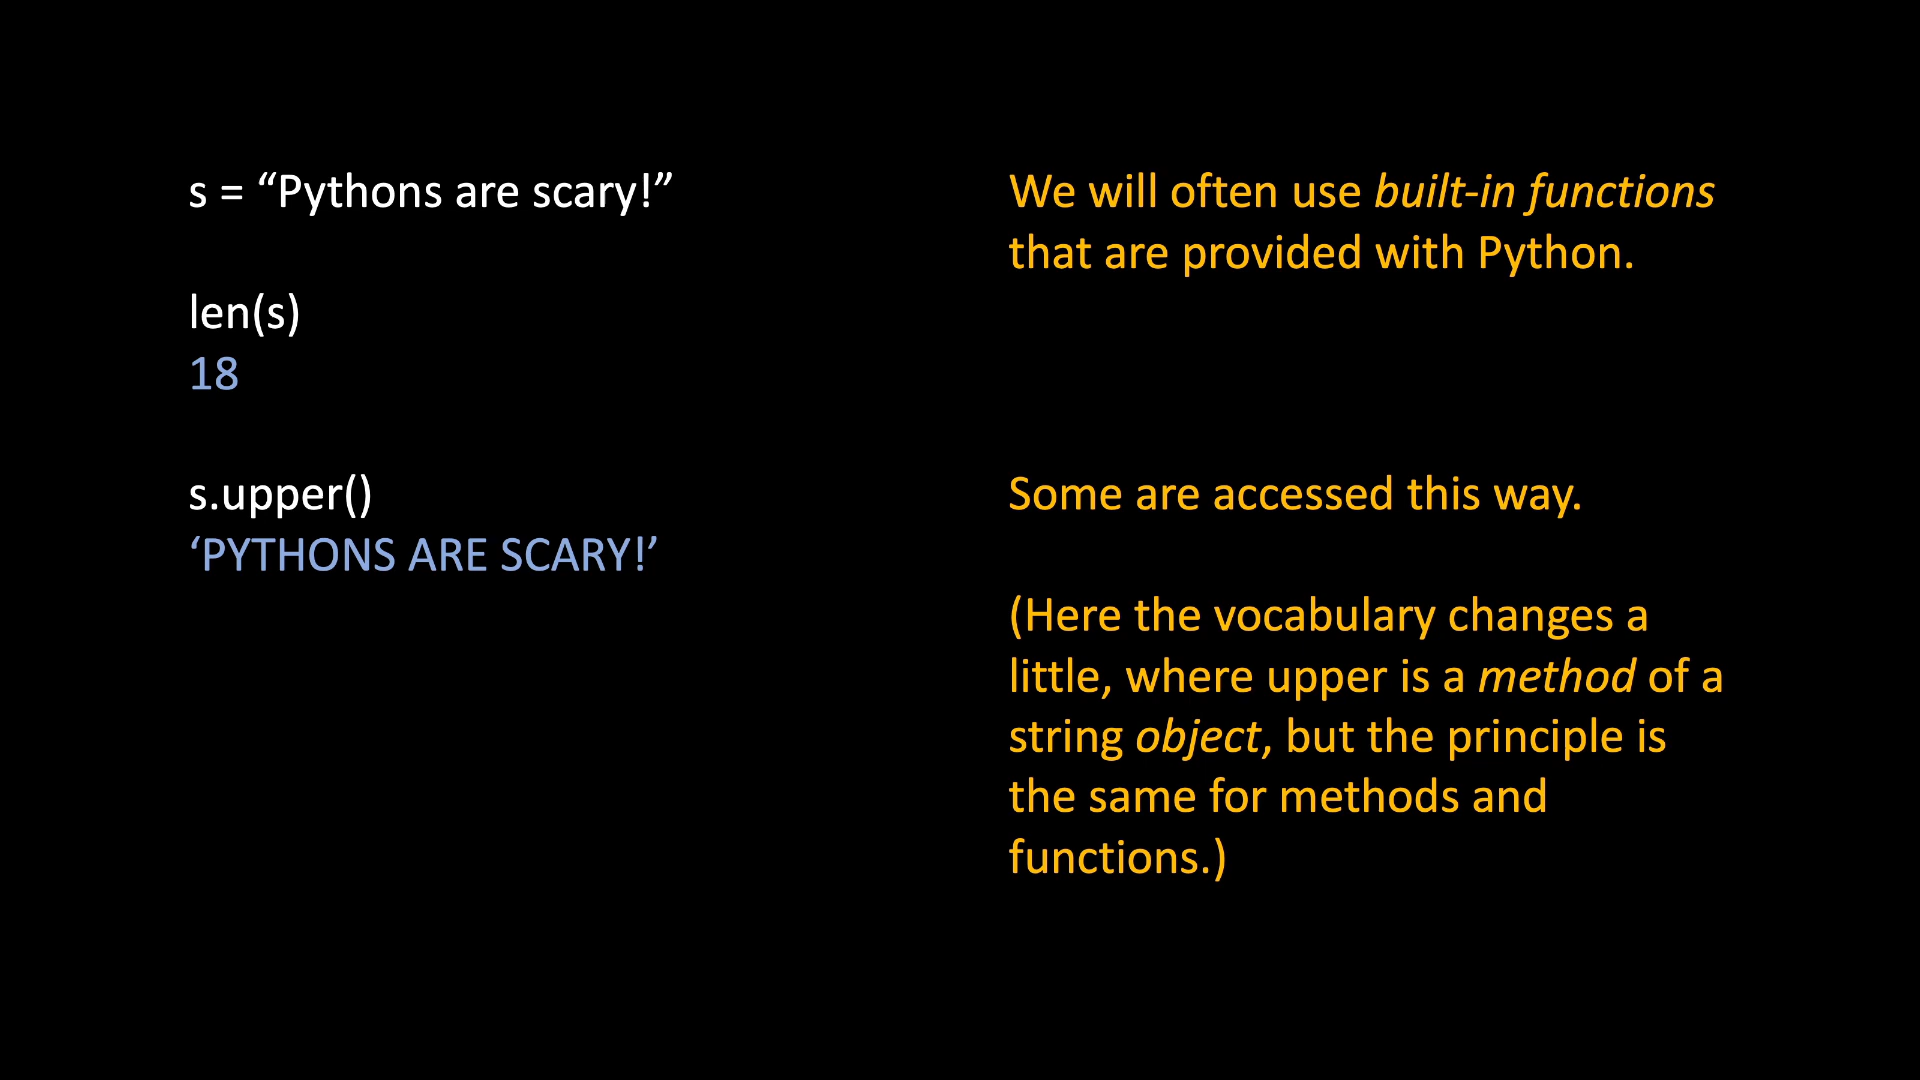 s = “Pythons are scary!”
len(s)
18
s.upper()
‘PYTHONS ARE SCARY!’
We will often use built-in functions
that are provided with Python.
Some are accessed this way.
(Here the vocabulary changes a
little, where upper is a method of a
string object, but the principle is
the same for methods and
functions.)